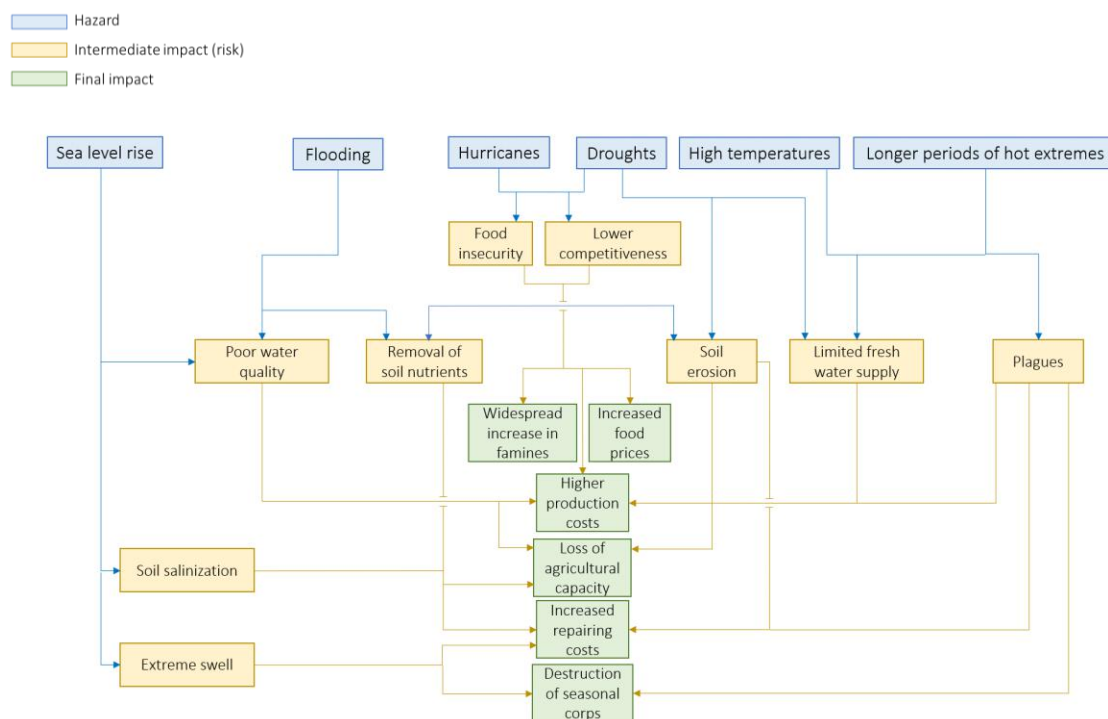 Hazard
Intermediate impact (risk)
Final impact
Sea level rise
Flooding
Hurricanes
Droughts
High temperatures
Longer periods of hot extremes
Food
insecurity
Lower
competitiveness
Poor water
quality
Removal of
soil nutrients
Soil
erosion
Limited fresh
water supply
Plagues
Widespread
increase in
famines
Increased
food
prices
Higher
production
costs
Soil salinization
Loss of
agricultural
capacity
Increased
repairing
costs
Extreme swell
Destruction
of seasonal
corps